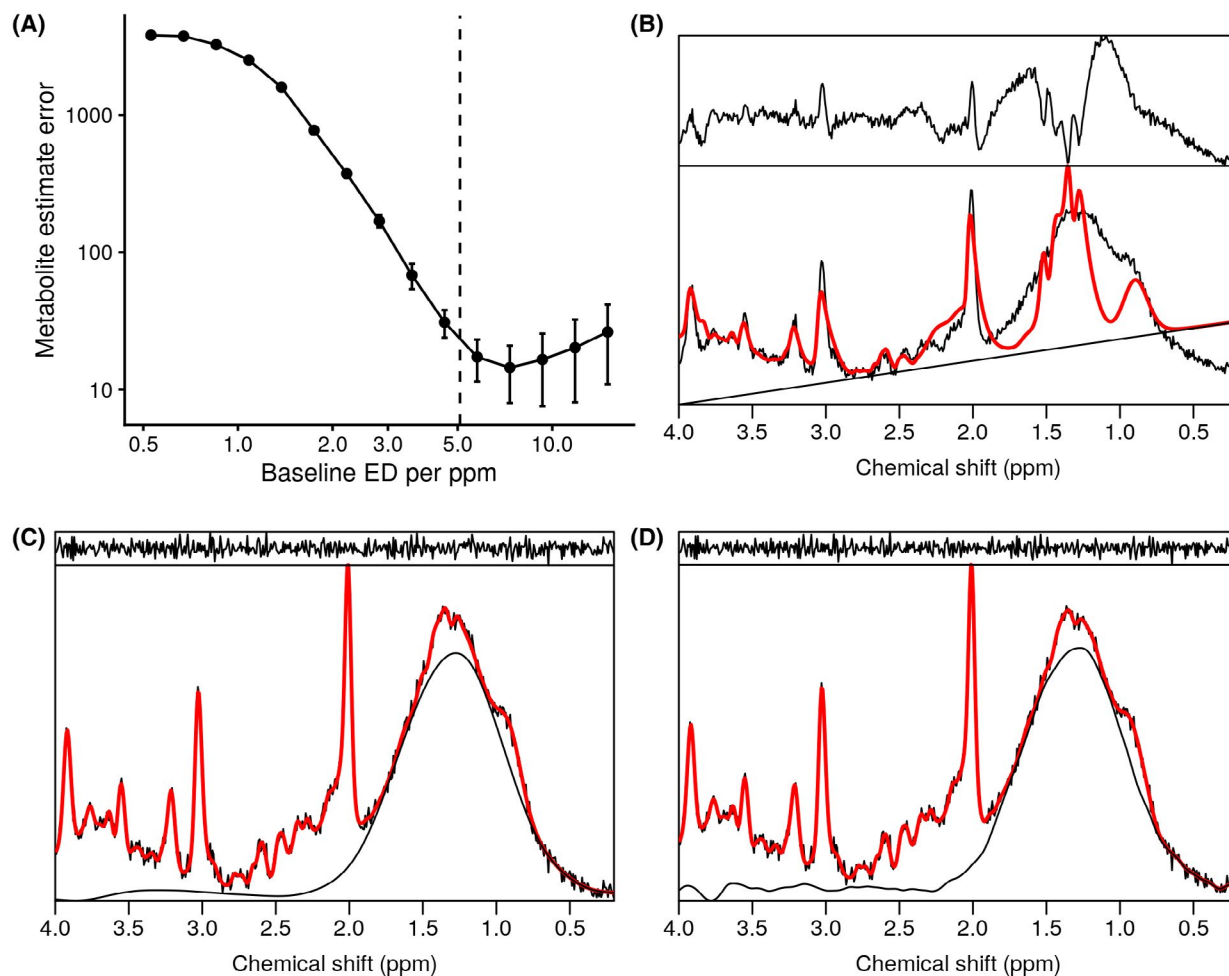 (A)
Metabolite estimate error
1000
100
10
0.5 1.0 2.0 3.0 5.0 10.0
Baseline ED per ppm
(B)
4.0 3.5 3.0 2.5 2.0 1.5 1.0 0.5
Chemical shift (ppm)
(C)
4.0 3.5 3.0 2.5 2.0 1.5 1.0 0.5
Chemical shift (ppm)
(D)
4.0 3.5 3.0 2.5 2.0 1.5 1.0 0.5
Chemical shift (ppm)